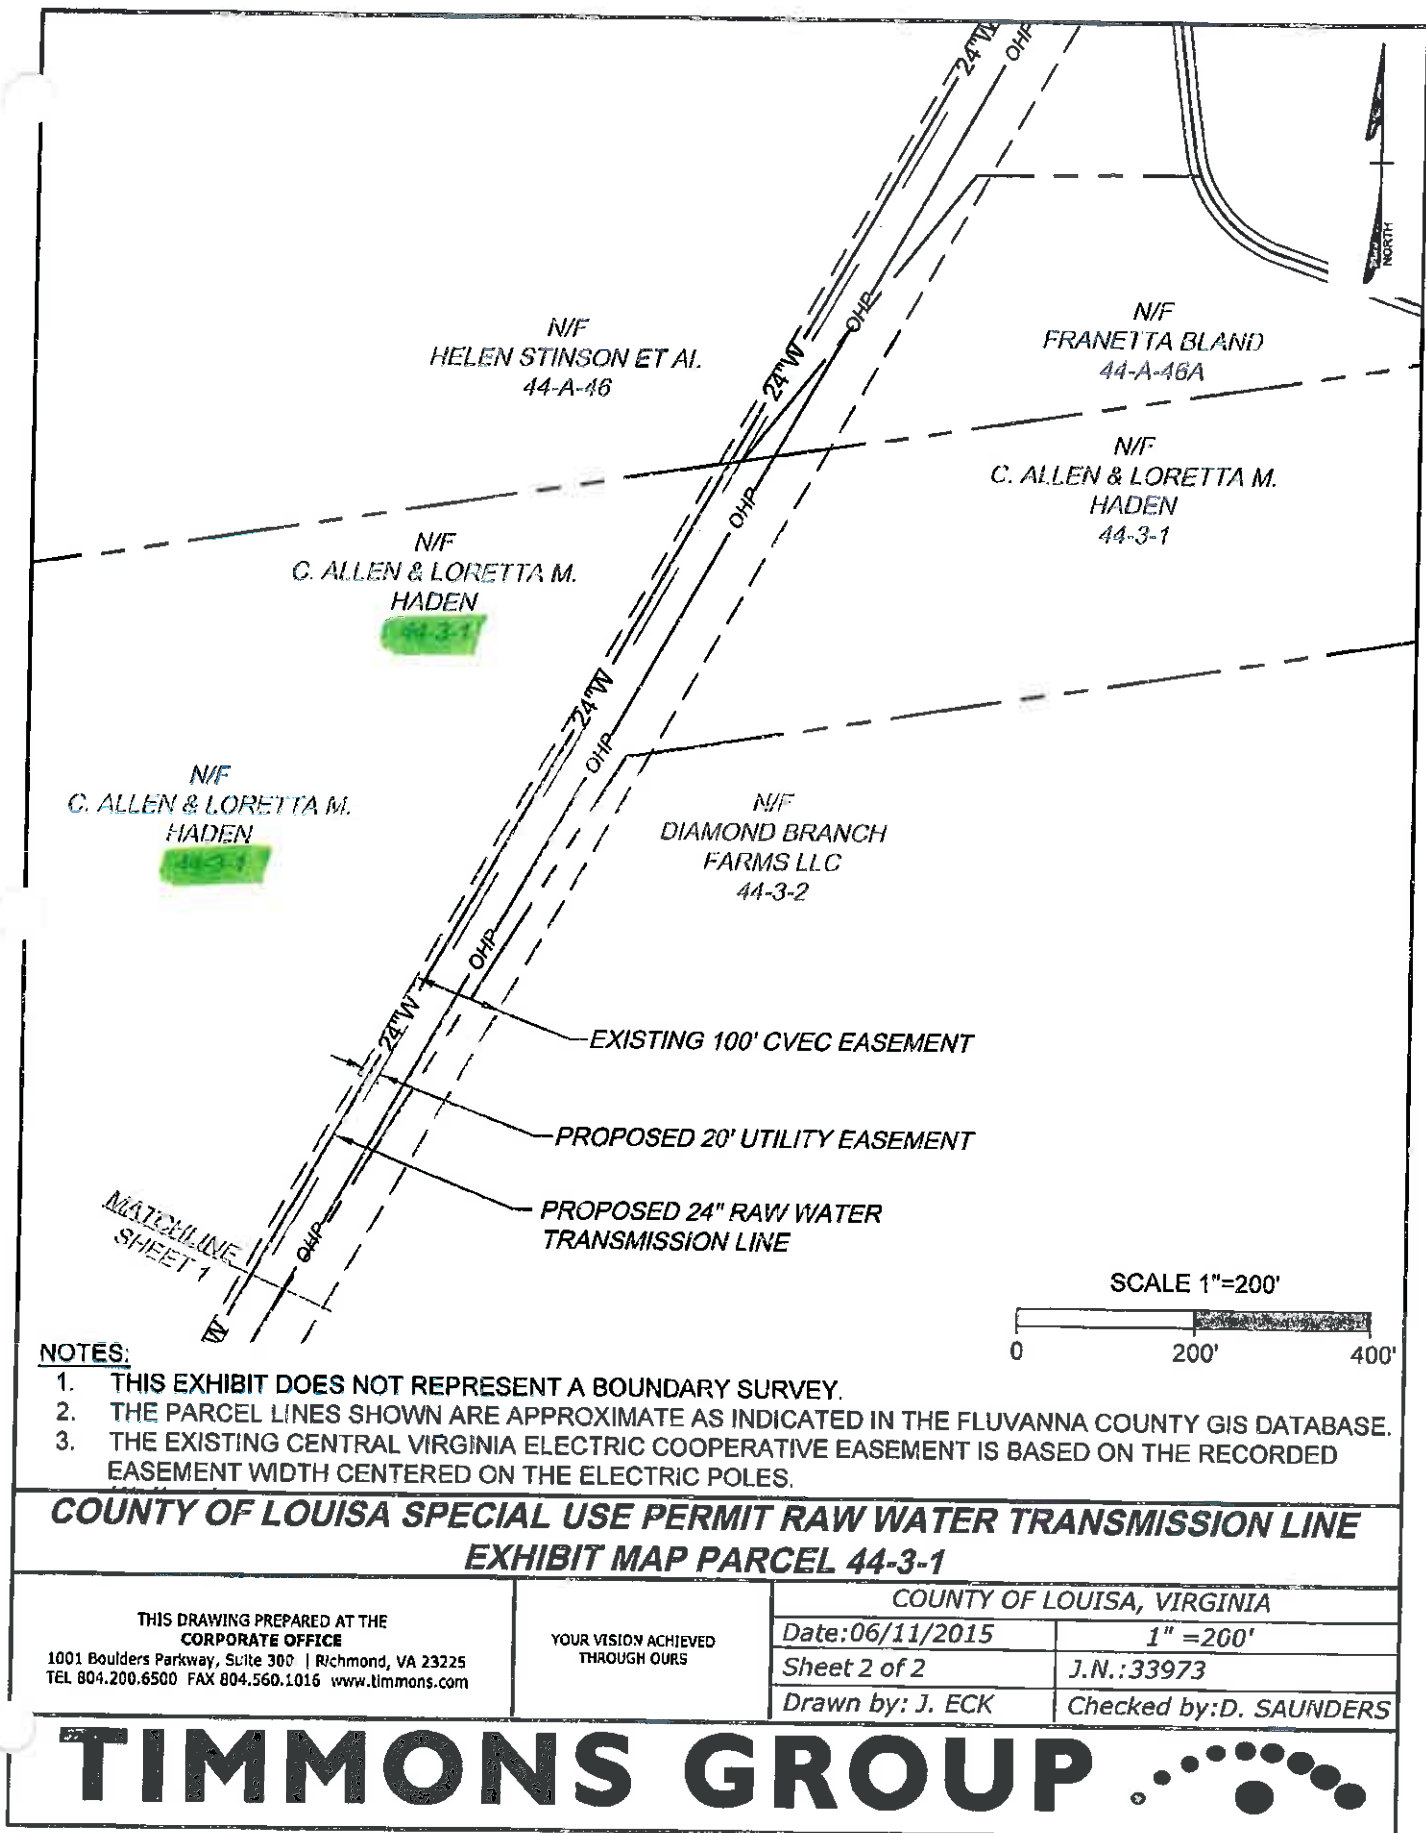 24"W
OHP
NORTH
N/F
HELEN STINSON ET AL.
44-A-46
24"W
OHP
N/F
FRANETTA BLAND
44-A-46A
N/F
C. ALLEN & LORETTA M.
HADEN
44-3-1
OHP
N/F
C. ALLEN & LORETTA M.
HADEN
44-3-1
24"W
OHP
N/F
C. ALLEN & LORETTA M.
HADEN
44-3-1
N/F
DIAMOND BRANCH
FARMS LLC
44-3-2
OHP
24"W
EXISTING 100' CVEC EASEMENT
PROPOSED 20' UTILITY EASEMENT
PROPOSED 24" RAW WATER
TRANSMISSION LINE
MATCHLINE
SHEET 1
OHP
W
SCALE 1"=200'
0 200' 400'
NOTES:
1. THIS EXHIBIT DOES NOT REPRESENT A BOUNDARY SURVEY.
2. THE PARCEL LINES SHOWN ARE APPROXIMATE AS INDICATED IN THE FLUVANNA COUNTY GIS DATABASE.
3. THE EXISTING CENTRAL VIRGINIA ELECTRIC COOPERATIVE EASEMENT IS BASED ON THE RECORDED
EASEMENT WIDTH CENTERED ON THE ELECTRIC POLES.
COUNTY OF LOUISA SPECIAL USE PERMIT RAW WATER TRANSMISSION LINE
EXHIBIT MAP PARCEL 44-3-1
THIS DRAWING PREPARED AT THE
CORPORATE OFFICE
1001 Boulders Parkway, Suite 300 | Richmond, VA 23225
TEL 804.200.6500 FAX 804.560.1016 www.timmons.com
YOUR VISION ACHIEVED
THROUGH OURS
COUNTY OF LOUISA, VIRGINIA
Date:06/11/2015
1" =200'
Sheet 2 of 2
J.N.:33973
Drawn by: J. ECK
Checked by:D. SAUNDERS
TIMMONS GROUP